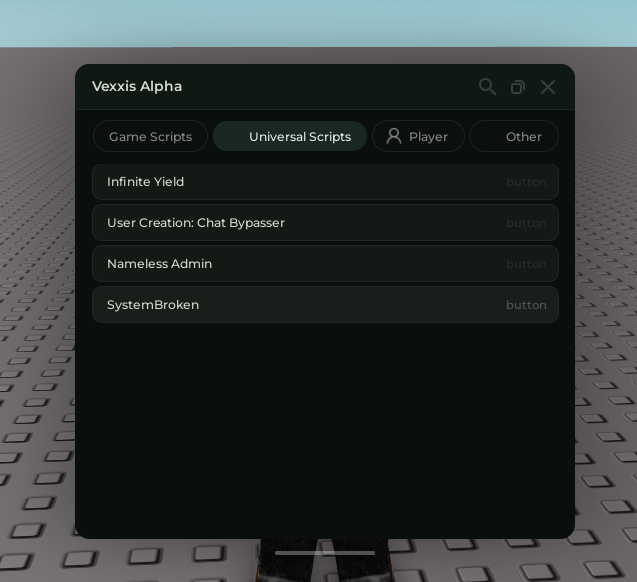 Vexxis Alpha
Game Scripts
Universal Scripts
Player
Other
Infinite Yield
button
User Creation: Chat Bypasser
button
Nameless Admin
button
SystemBroken
button